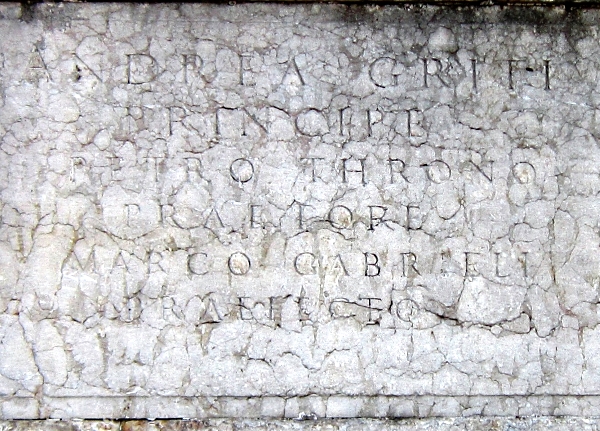 ANDREA GRITI
PRINCIPE
PETRO THRONO
PRAETORE
MARCO GABRIELI
PRAEFECTO